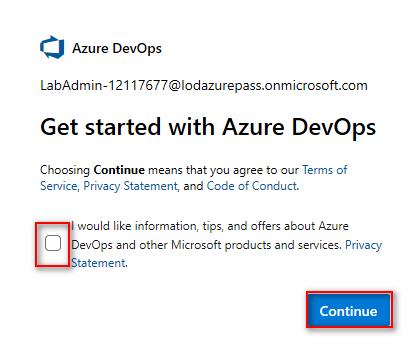 Azure DevOps
LabAdmin-12117677@lodazurepass.onmicrosoft.com
Get started with Azure DevOps
Choosing Continue means that you agree to our Terms of
Service, Privacy Statement, and Code of Conduct.
I would like information, tips, and offers about Azure
DevOps and other Microsoft products and services. Privacy
Statement.
Continue